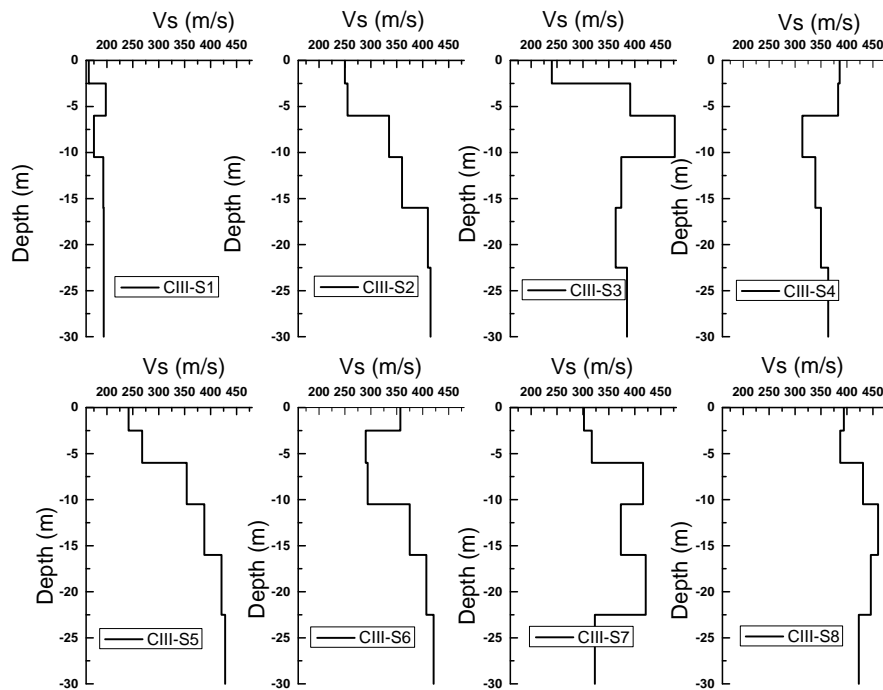 Vs (m/s) Vs (m/s) Vs (m/s) Vs (m/s)
200 250 300 350 400 450 200 250 300 350 400 450 200 250 300 350 400 450 200 250 300 350 400 450
0 0 0 0
-5 -5 -5 -5
-10 -10 -10 -10
-15 -15 -15 -15
-20 -20 -20 -20
-25 -25 -25 -25
-30 -30 -30 -30
Depth (m) Depth (m) Depth (m) Depth (m)
CIII-S1 CIII-S2 CIII-S3 CIII-S4
Vs (m/s) Vs (m/s) Vs (m/s) Vs (m/s)
200 250 300 350 400 450 200 250 300 350 400 450 200 250 300 350 400 450 200 250 300 350 400 450
0 0 0 0
-5 -5 -5 -5
-10 -10 -10 -10
-15 -15 -15 -15
-20 -20 -20 -20
-25 -25 -25 -25
-30 -30 -30 -30
Depth (m) Depth (m) Depth (m) Depth (m)
CIII-S5 CIII-S6 CIII-S7 CIII-S8